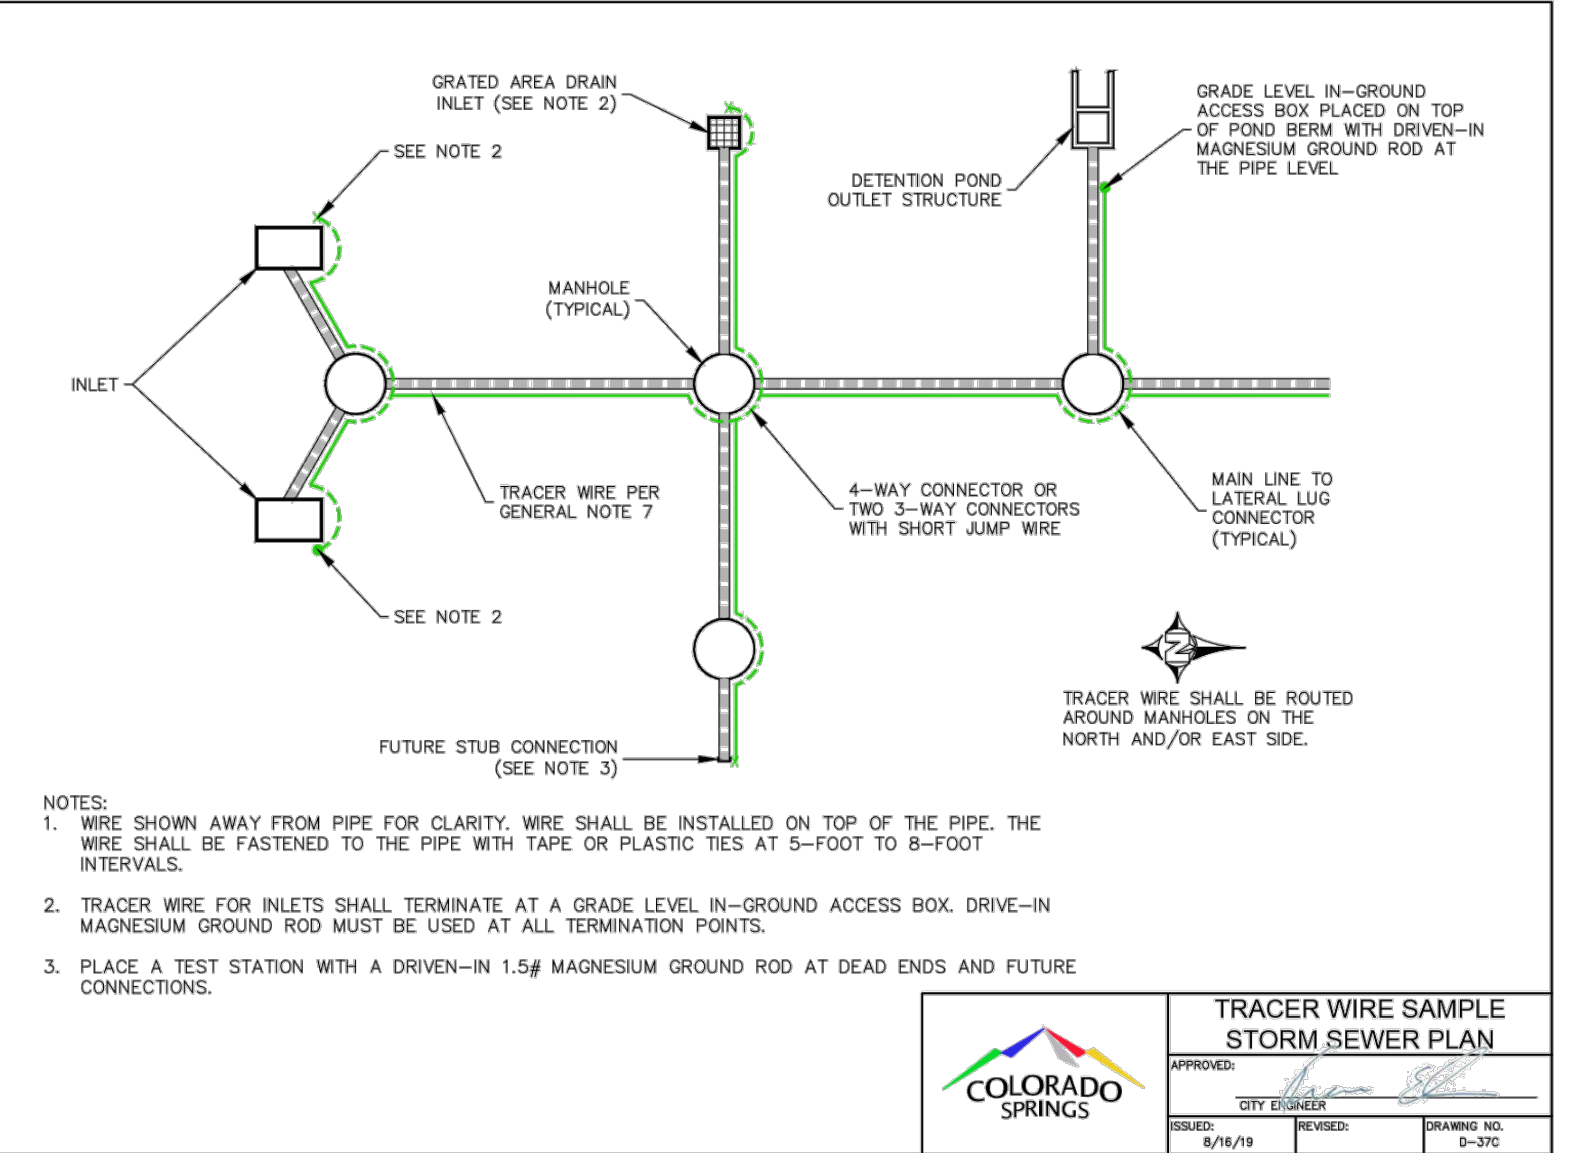 GRATED AREA DRAIN
INLET (SEE NOTE 2)
SEE NOTE 2
GRADE LEVEL IN-GROUND
ACCESS BOX PLACED ON TOP
OF POND BERM WITH DRIVEN-IN
MAGNESIUM GROUND ROD AT
THE PIPE LEVEL
DETENTION POND
OUTLET STRUCTURE
MANHOLE
(TYPICAL)
INLET
TRACER WIRE PER
GENERAL NOTE 7
4-WAY CONNECTOR OR
TWO 3-WAY CONNECTORS
WITH SHORT JUMP WIRE
MAIN LINE TO
LATERAL LUG
CONNECTOR
(TYPICAL)
SEE NOTE 2
N
TRACER WIRE SHALL BE ROUTED
AROUND MANHOLES ON THE
NORTH AND/OR EAST SIDE.
FUTURE STUB CONNECTION
(SEE NOTE 3)
NOTES:
1. WIRE SHOWN AWAY FROM PIPE FOR CLARITY. WIRE SHALL BE INSTALLED ON TOP OF THE PIPE. THE
WIRE SHALL BE FASTENED TO THE PIPE WITH TAPE OR PLASTIC TIES AT 5-FOOT TO 8-FOOT
INTERVALS.
2. TRACER WIRE FOR INLETS SHALL TERMINATE AT A GRADE LEVEL IN-GROUND ACCESS BOX. DRIVE-IN
MAGNESIUM GROUND ROD MUST BE USED AT ALL TERMINATION POINTS.
3. PLACE A TEST STATION WITH A DRIVEN-IN 1.5# MAGNESIUM GROUND ROD AT DEAD ENDS AND FUTURE
CONNECTIONS.
COLORADO
SPRINGS
TRACER WIRE SAMPLE
STORM SEWER PLAN
APPROVED:
CITY ENGINEER
ISSUED:
8/16/19
REVISED:
DRAWING NO.
D-37C